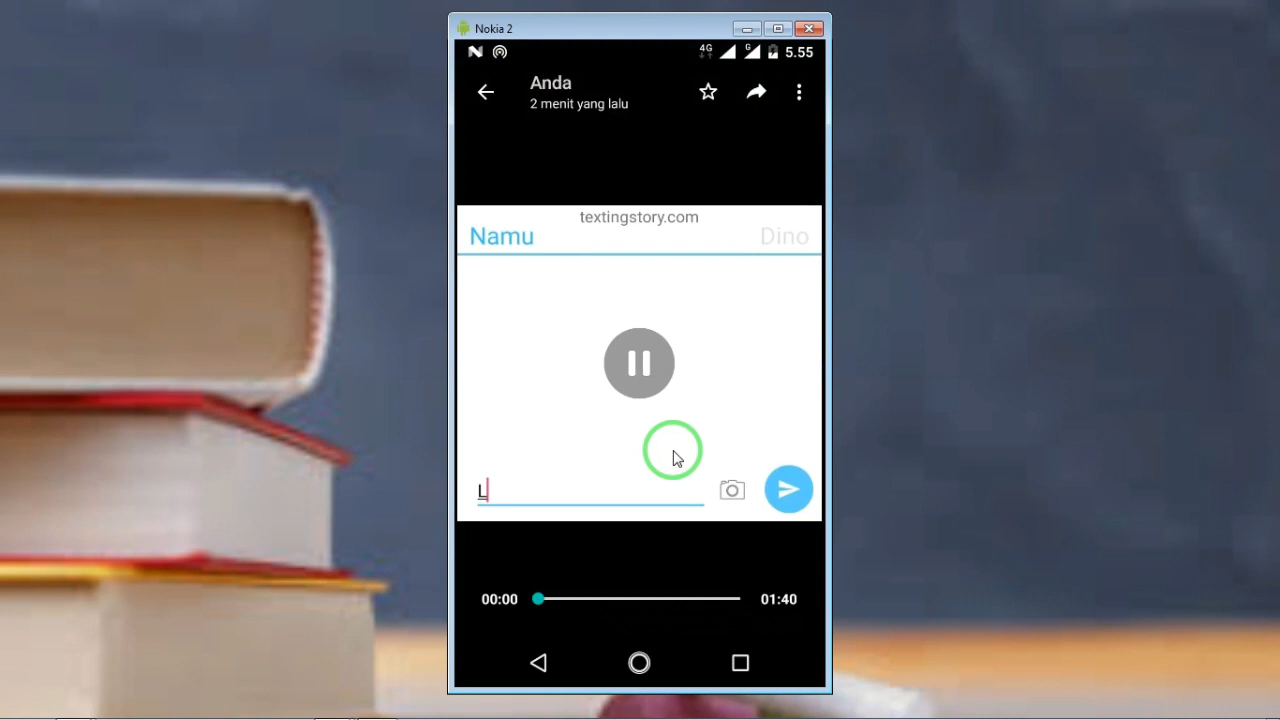 Nokia 2
4G G 5.55
Anda
2 menit yang lalu
textingstory.com
Namu Dino
L
00:00 01:40